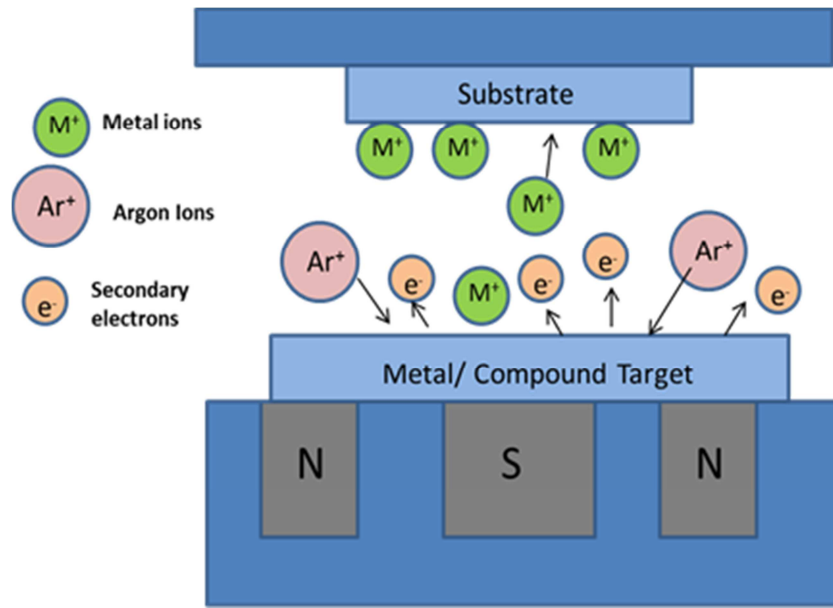 Substrate
M⁺
Metal ions
M⁺
M⁺
M⁺
Ar⁺
Argon Ions
M⁺
Ar⁺
Ar⁺
e⁻
e⁻
e⁻
e⁻
M⁺
e⁻
Secondary
electrons
Metal/ Compound Target
N
S
N